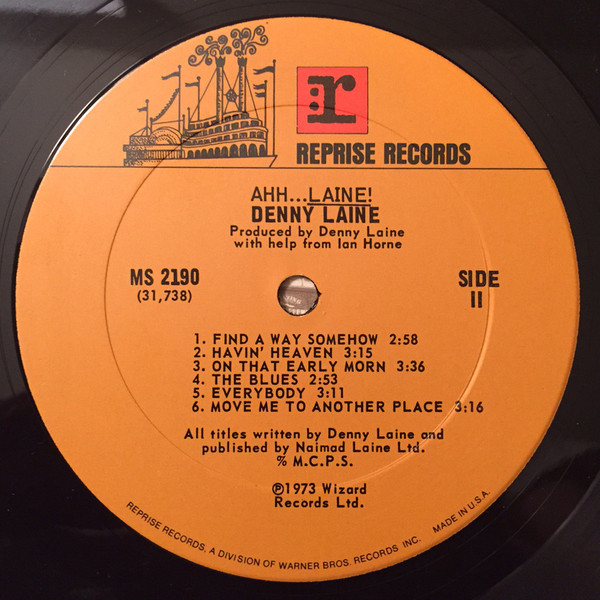 r
REPRISE RECORDS
AHH...LAINE!
DENNY LAINE
Produced by Denny Laine
with help from Ian Horne
MS 2190
(31,738)
SIDE
II
1. FIND A WAY SOMEHOW 2:58
2. HAVIN' HEAVEN 3:15
3. ON THAT EARLY MORN 3:36
4. THE BLUES 2:53
5. EVERYBODY 3:11
6. MOVE ME TO ANOTHER PLACE 3:16
All titles written by Denny Laine and
published by Naimad Laine Ltd.
% M.C.P.S.
℗1973 Wizard
Records Ltd.
REPRISE RECORDS, A DIVISION OF WARNER BROS. RECORDS INC. MADE IN U.S.A.